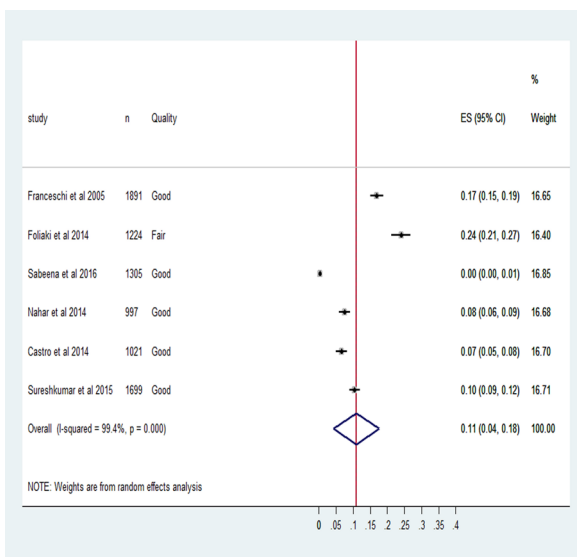 %
study n Quality ES (95% CI) Weight
Franceschi et al 2005 1891 Good 0.17 (0.15, 0.19) 16.65
Foliaki et al 2014 1224 Fair 0.24 (0.21, 0.27) 16.40
Sabeena et al 2016 1305 Good 0.00 (0.00, 0.01) 16.85
Nahar et al 2014 997 Good 0.08 (0.06, 0.09) 16.68
Castro et al 2014 1021 Good 0.07 (0.05, 0.08) 16.70
Sureshkumar et al 2015 1699 Good 0.10 (0.09, 0.12) 16.71
Overall (I-squared = 99.4%, p = 0.000) 0.11 (0.04, 0.18) 100.00
NOTE: Weights are from random effects analysis
0 .05 .1 .15 .2 .25 .3 .35 .4